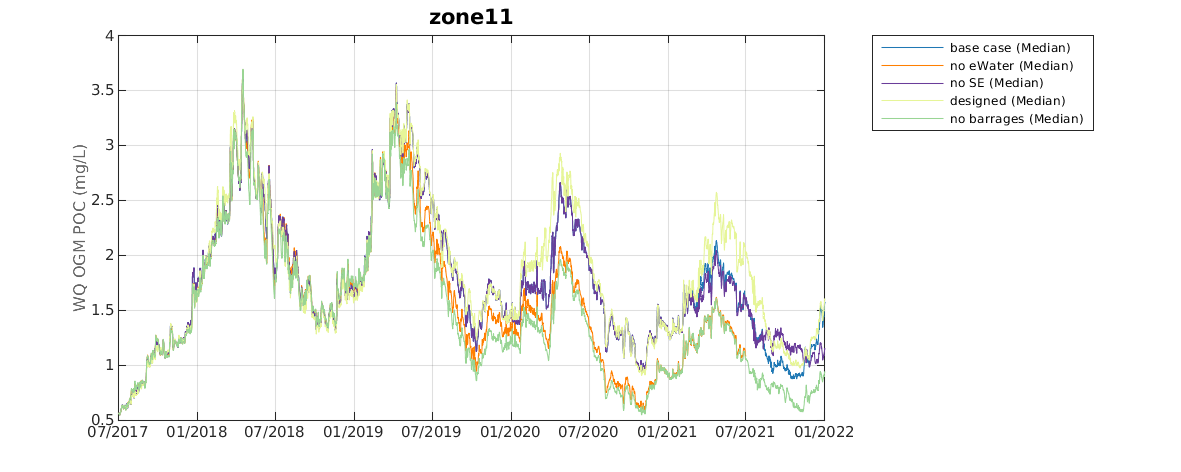 zone11
WQ OGM POC (mg/L)
4
3.5
3
2.5
2
1.5
1
0.5
07/2017 01/2018 07/2018 01/2019 07/2019 01/2020 07/2020 01/2021 07/2021 01/2022
base case (Median)
no eWater (Median)
no SE (Median)
designed (Median)
no barrages (Median)